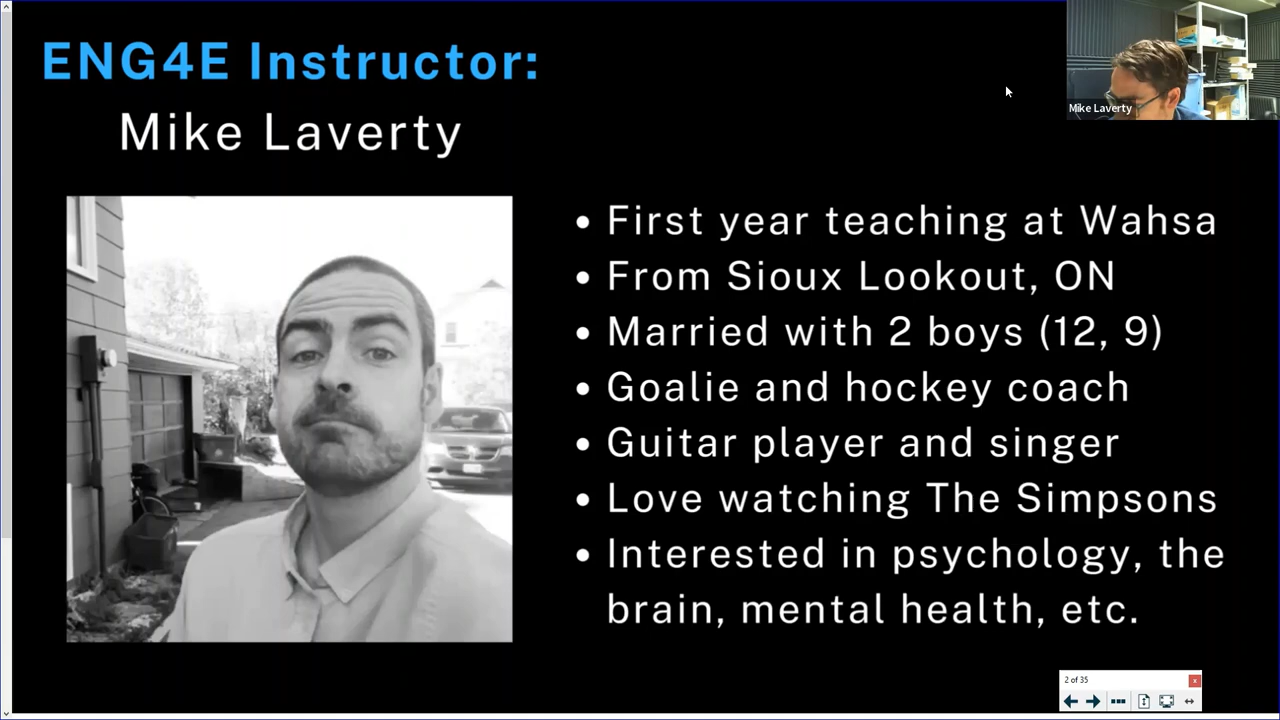 ENG4E Instructor:
Mike Laverty
Mike Laverty
• First year teaching at Wahsa
• From Sioux Lookout, ON
• Married with 2 boys (12, 9)
• Goalie and hockey coach
• Guitar player and singer
• Love watching The Simpsons
• Interested in psychology, the
brain, mental health, etc.
2 of 35